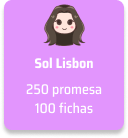 Sol Lisbon
250 promesa
100 fichas